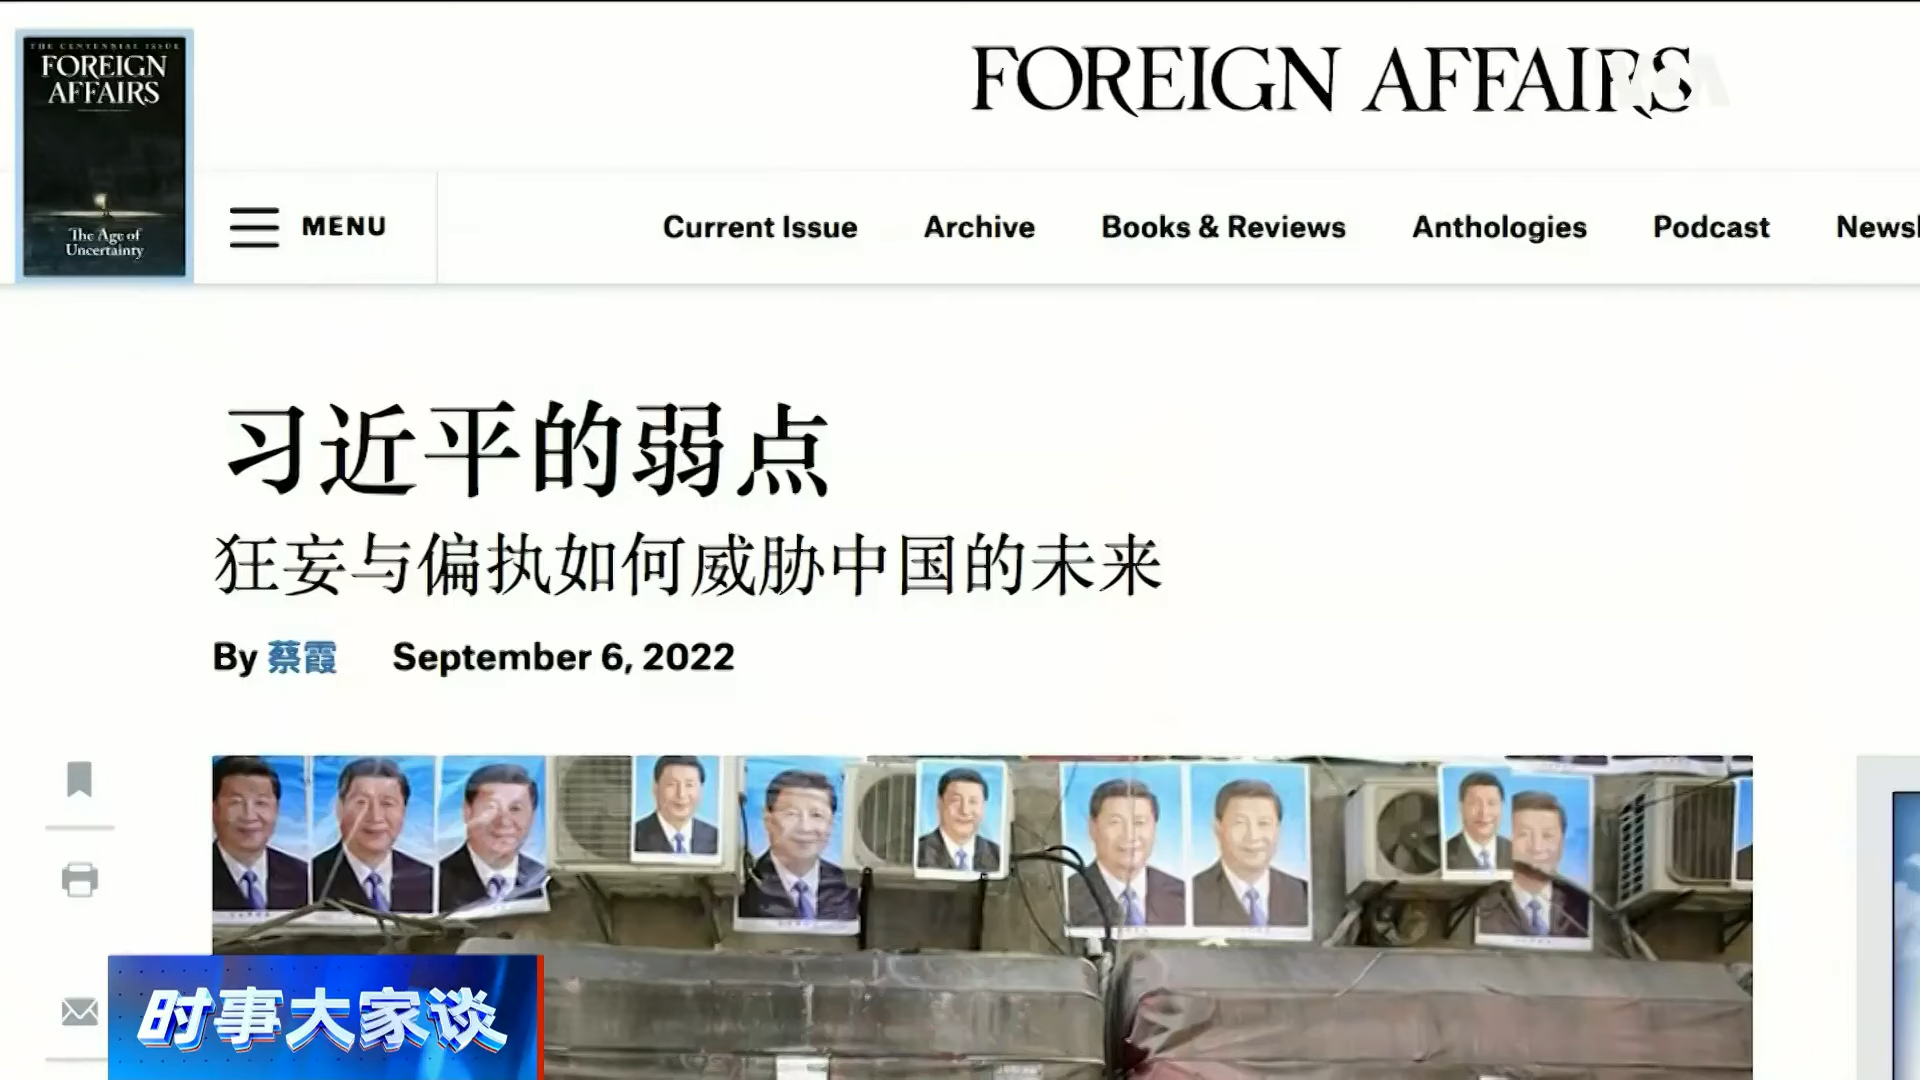 THE CENTENNIAL ISSUE
FOREIGN
AFFAIRS
The Age of
Uncertainty
FOREIGN AFFAIRS
VOA
MENU
Current Issue
Archive
Books & Reviews
Anthologies
Podcast
Newsl
习近平的弱点
狂妄与偏执如何威胁中国的未来
By 蔡霞
September 6, 2022
时事大家谈